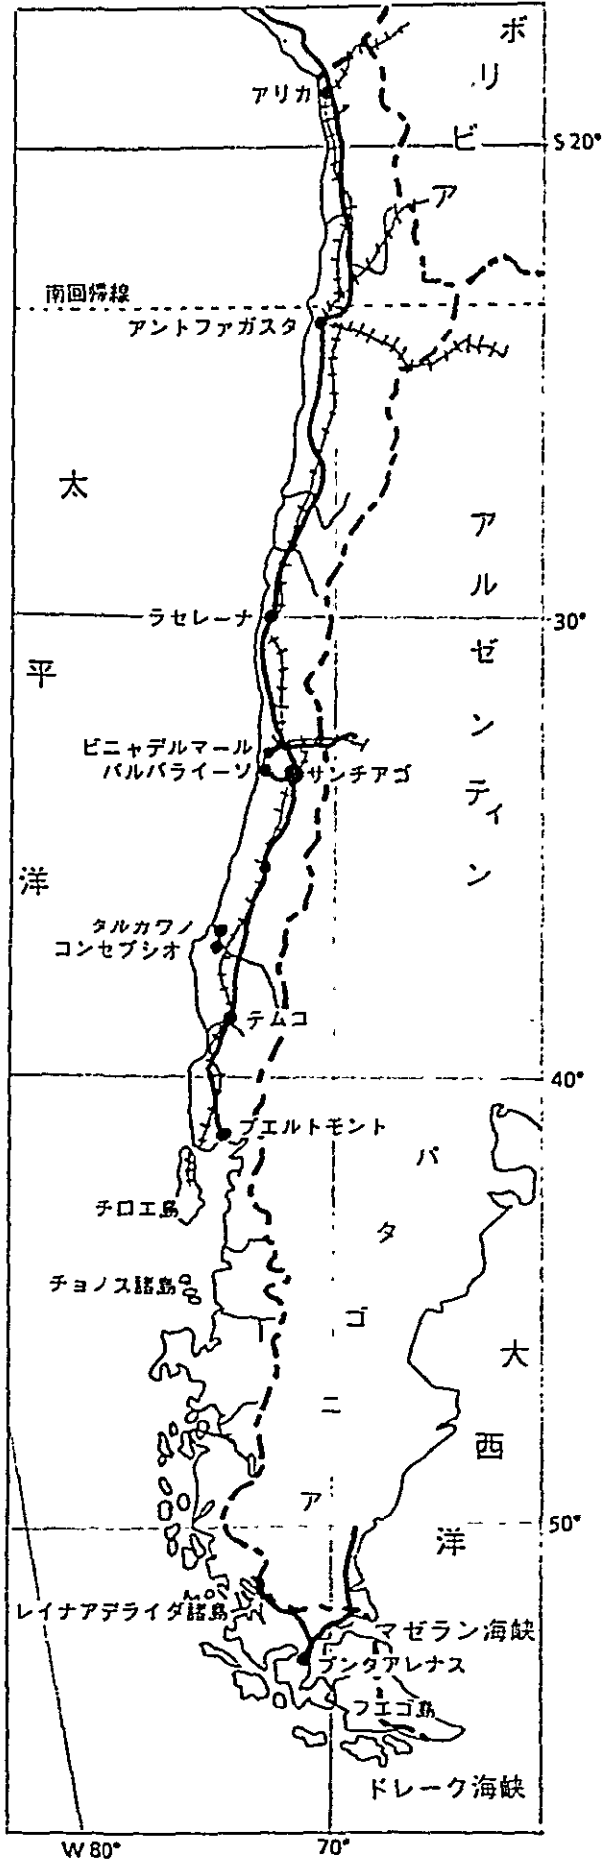 ボリビア
アリカ
S 20°
南回帰線
アントファガスタ
太平洋
アルゼンティン
ラセレーナ
30°
ビニャデルマール
バルバライーソ
サンチアゴ
タルカワノ
コンセプシオ
テムコ
40°
プエルトモント
パタゴニア
チロエ島
チョノス諸島
大西洋
50°
レイナアデライダ諸島
マゼラン海峡
プンタアレナス
フエゴ島
ドレーク海峡
W 80°
70°